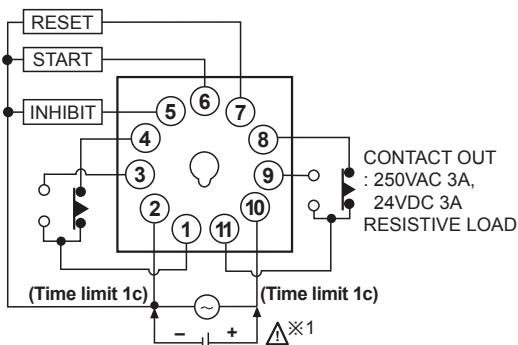 RESET
START
INHIBIT
6
5
7
4
8
3
9
2
10
1
11
CONTACT OUT
: 250VAC 3A,
24VDC 3A
RESISTIVE LOAD
(Time limit 1c)
(Time limit 1c)
− +
※1